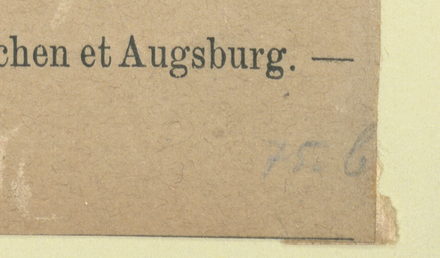 chen et Augsburg. —